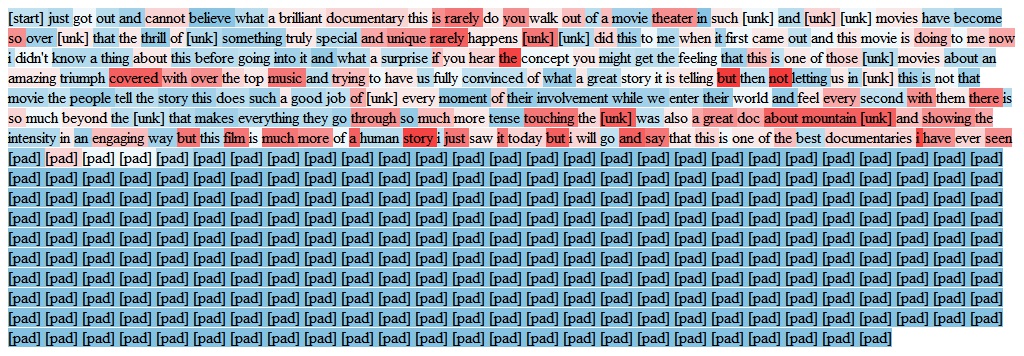 [start] just got out and cannot believe what a brilliant documentary this is rarely do you walk out of a movie theater in such [unk] and [unk] [unk] movies have become
so over [unk] that the thrill of [unk] something truly special and unique rarely happens [unk] [unk] did this to me when it first came out and this movie is doing to me now
i didn't know a thing about this before going into it and what a surprise if you hear the concept you might get the feeling that this is one of those [unk] movies about an
amazing triumph covered with over the top music and trying to have us fully convinced of what a great story it is telling but then not letting us in [unk] this is not that
movie the people tell the story this does such a good job of [unk] every moment of their involvement while we enter their world and feel every second with them there is
so much beyond the [unk] that makes everything they go through so much more tense touching the [unk] was also a great doc about mountain [unk] and showing the
intensity in an engaging way but this film is much more of a human story i just saw it today but i will go and say that this is one of the best documentaries i have ever seen
[pad] [pad] [pad] [pad] [pad] [pad] [pad] [pad] [pad] [pad] [pad] [pad] [pad] [pad] [pad] [pad] [pad] [pad] [pad] [pad] [pad] [pad] [pad] [pad] [pad] [pad] [pad]
[pad] [pad] [pad] [pad] [pad] [pad] [pad] [pad] [pad] [pad] [pad] [pad] [pad] [pad] [pad] [pad] [pad] [pad] [pad] [pad] [pad] [pad] [pad] [pad] [pad] [pad] [pad]
[pad] [pad] [pad] [pad] [pad] [pad] [pad] [pad] [pad] [pad] [pad] [pad] [pad] [pad] [pad] [pad] [pad] [pad] [pad] [pad] [pad] [pad] [pad] [pad] [pad] [pad] [pad]
[pad] [pad] [pad] [pad] [pad] [pad] [pad] [pad] [pad] [pad] [pad] [pad] [pad] [pad] [pad] [pad] [pad] [pad] [pad] [pad] [pad] [pad] [pad] [pad] [pad] [pad] [pad]
[pad] [pad] [pad] [pad] [pad] [pad] [pad] [pad] [pad] [pad] [pad] [pad] [pad] [pad] [pad] [pad] [pad] [pad] [pad] [pad] [pad] [pad] [pad] [pad] [pad] [pad] [pad]
[pad] [pad] [pad] [pad] [pad] [pad] [pad] [pad] [pad] [pad] [pad] [pad] [pad] [pad] [pad] [pad] [pad] [pad] [pad] [pad] [pad] [pad] [pad] [pad] [pad] [pad] [pad]
[pad] [pad] [pad] [pad] [pad] [pad] [pad] [pad] [pad] [pad] [pad] [pad] [pad] [pad] [pad] [pad] [pad] [pad] [pad] [pad] [pad] [pad] [pad] [pad] [pad] [pad] [pad]
[pad] [pad] [pad] [pad] [pad] [pad] [pad] [pad] [pad] [pad] [pad] [pad] [pad] [pad] [pad] [pad] [pad] [pad] [pad] [pad] [pad] [pad] [pad] [pad] [pad] [pad] [pad]
[pad] [pad] [pad] [pad] [pad] [pad] [pad] [pad] [pad] [pad] [pad] [pad] [pad] [pad] [pad] [pad] [pad] [pad] [pad] [pad] [pad] [pad] [pad] [pad] [pad] [pad] [pad]
[pad] [pad] [pad] [pad] [pad] [pad] [pad] [pad] [pad] [pad] [pad] [pad] [pad] [pad] [pad] [pad] [pad] [pad] [pad] [pad] [pad] [pad] [pad] [pad]